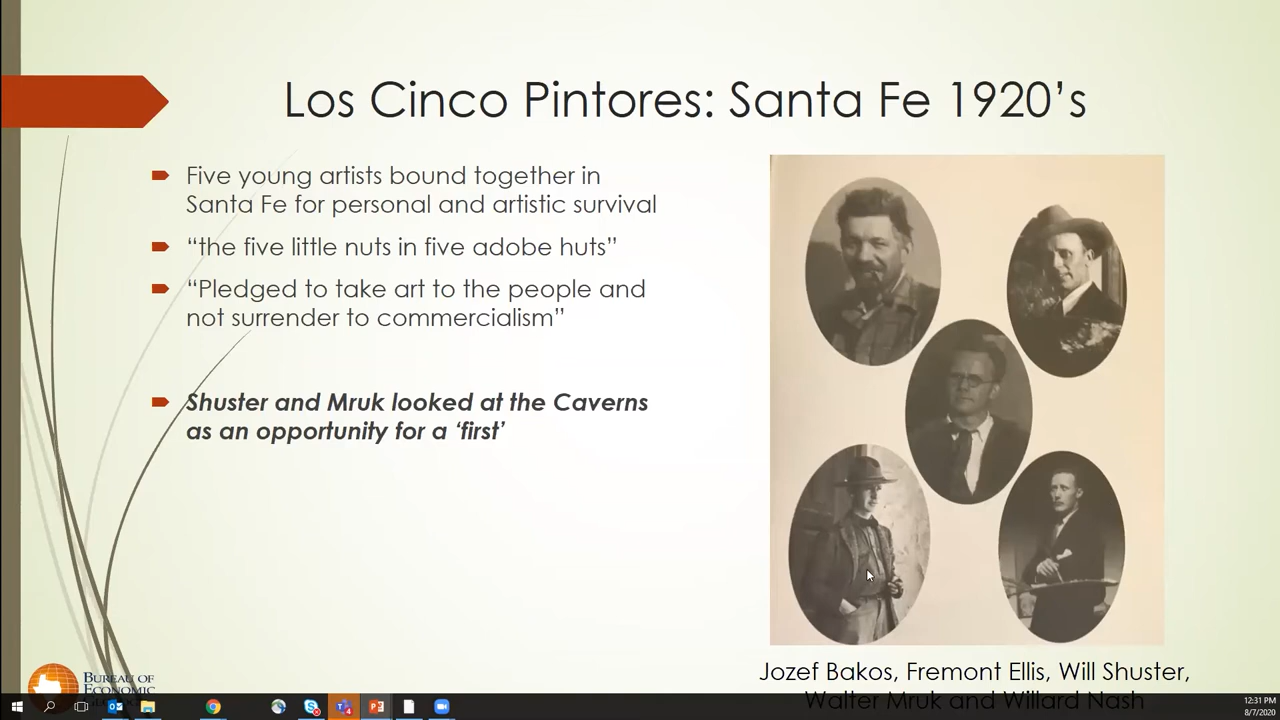 Los Cinco Pintores: Santa Fe 1920’s
Five young artists bound together in
Santa Fe for personal and artistic survival
“the five little nuts in five adobe huts”
“Pledged to take art to the people and
not surrender to commercialism”
Shuster and Mruk looked at the Caverns
as an opportunity for a ‘first’
Jozef Bakos, Fremont Ellis, Will Shuster,
Walter Mruk and Willard Nash
Bureau of
Economic
12:31 PM
8/7/2020